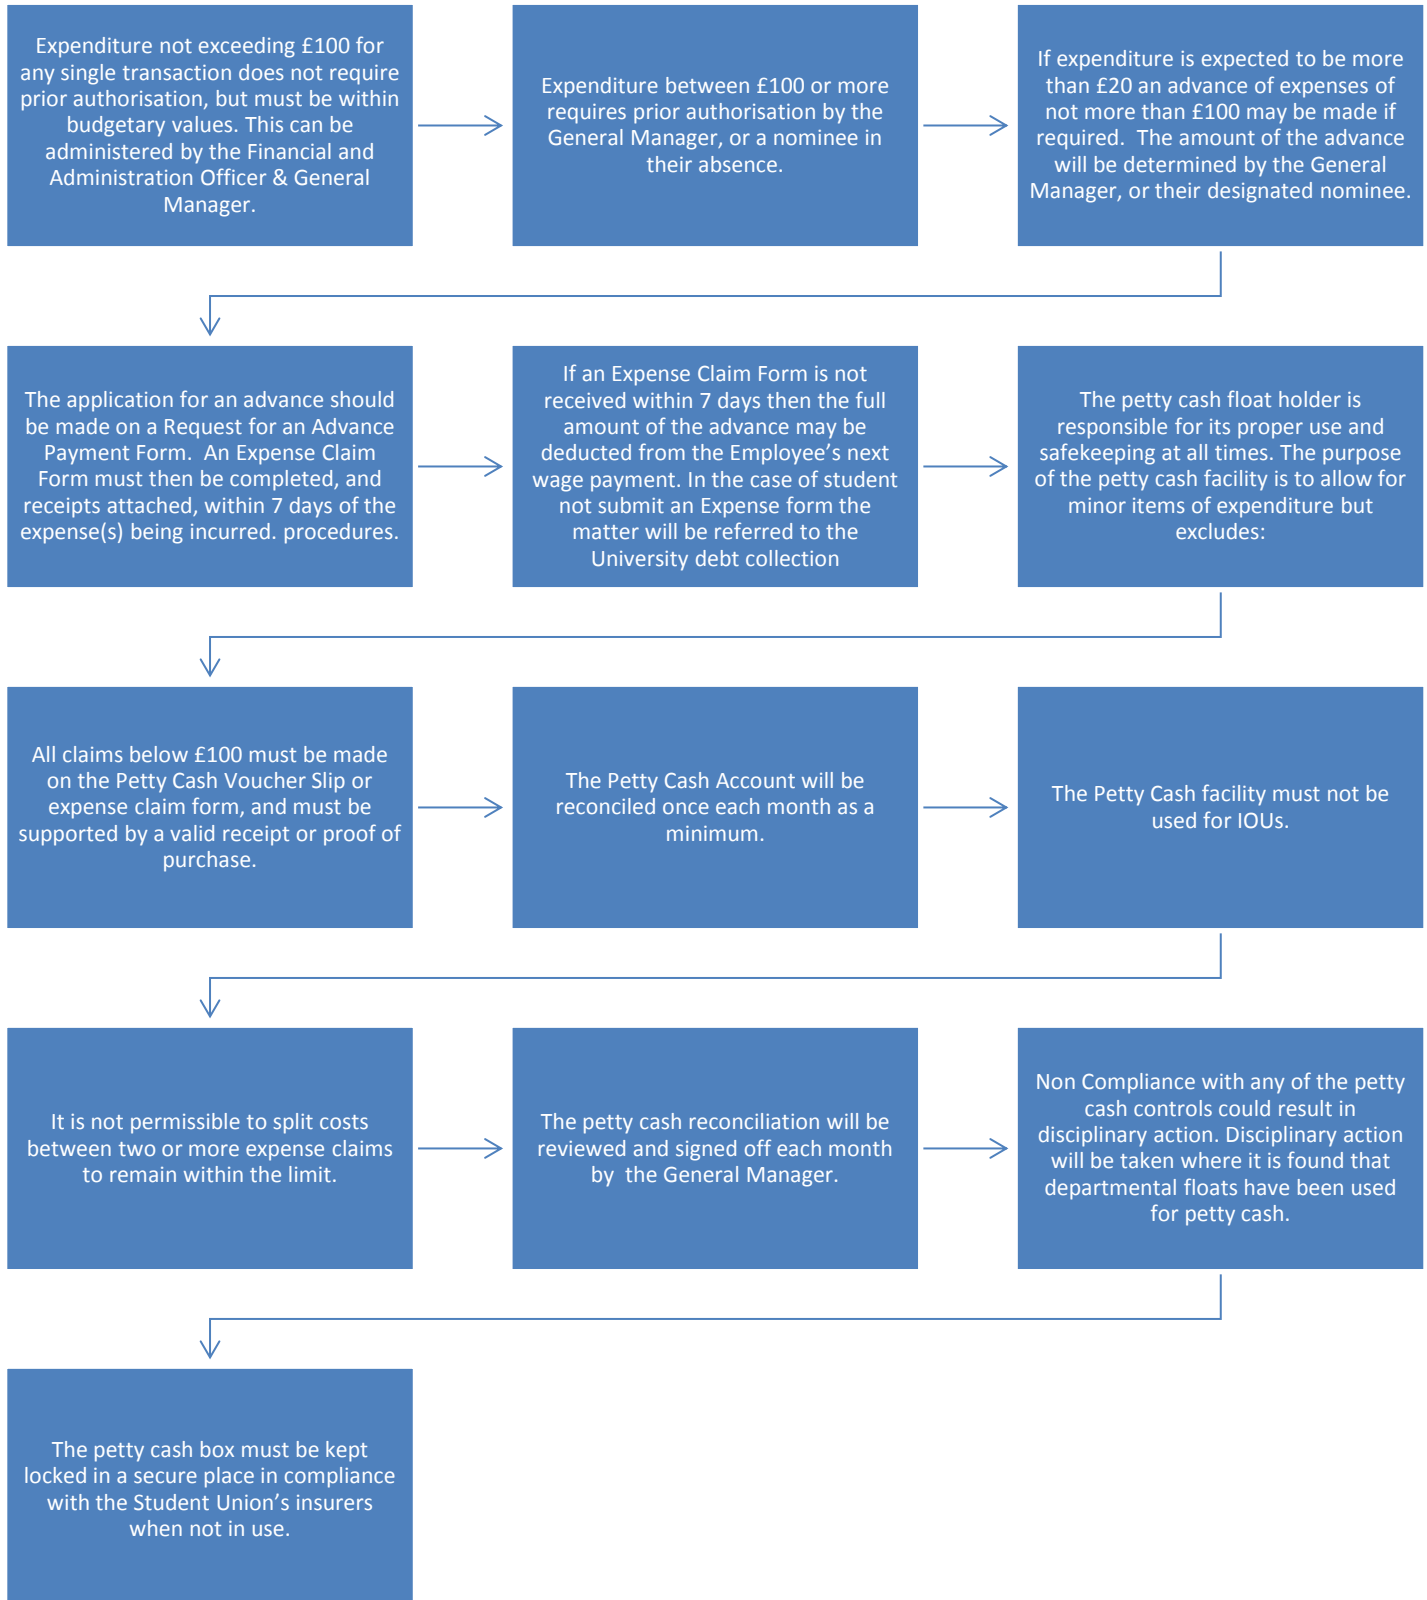 Expenditure not exceeding £100 for
any single transaction does not require
prior authorisation, but must be within
budgetary values. This can be
administered by the Financial and
Administration Officer & General
Manager.
Expenditure between £100 or more
requires prior authorisation by the
General Manager, or a nominee in
their absence.
If expenditure is expected to be more
than £20 an advance of expenses of
not more than £100 may be made if
required.  The amount of the advance
will be determined by the General
Manager, or their designated nominee.
The application for an advance should
be made on a Request for an Advance
Payment Form.  An Expense Claim
Form must then be completed, and
receipts attached, within 7 days of the
expense(s) being incurred. procedures.
If an Expense Claim Form is not
received within 7 days then the full
amount of the advance may be
deducted from the Employee’s next
wage payment. In the case of student
not submit an Expense form the
matter will be referred to the
University debt collection
The petty cash float holder is
responsible for its proper use and
safekeeping at all times. The purpose
of the petty cash facility is to allow for
minor items of expenditure but
excludes:
All claims below £100 must be made
on the Petty Cash Voucher Slip or
expense claim form, and must be
supported by a valid receipt or proof of
purchase.
The Petty Cash Account will be
reconciled once each month as a
minimum.
The Petty Cash facility must not be
used for IOUs.
It is not permissible to split costs
between two or more expense claims
to remain within the limit.
The petty cash reconciliation will be
reviewed and signed off each month
by  the General Manager.
Non Compliance with any of the petty
cash controls could result in
disciplinary action. Disciplinary action
will be taken where it is found that
departmental floats have been used
for petty cash.
The petty cash box must be kept
locked in a secure place in compliance
with the Student Union’s insurers
when not in use.